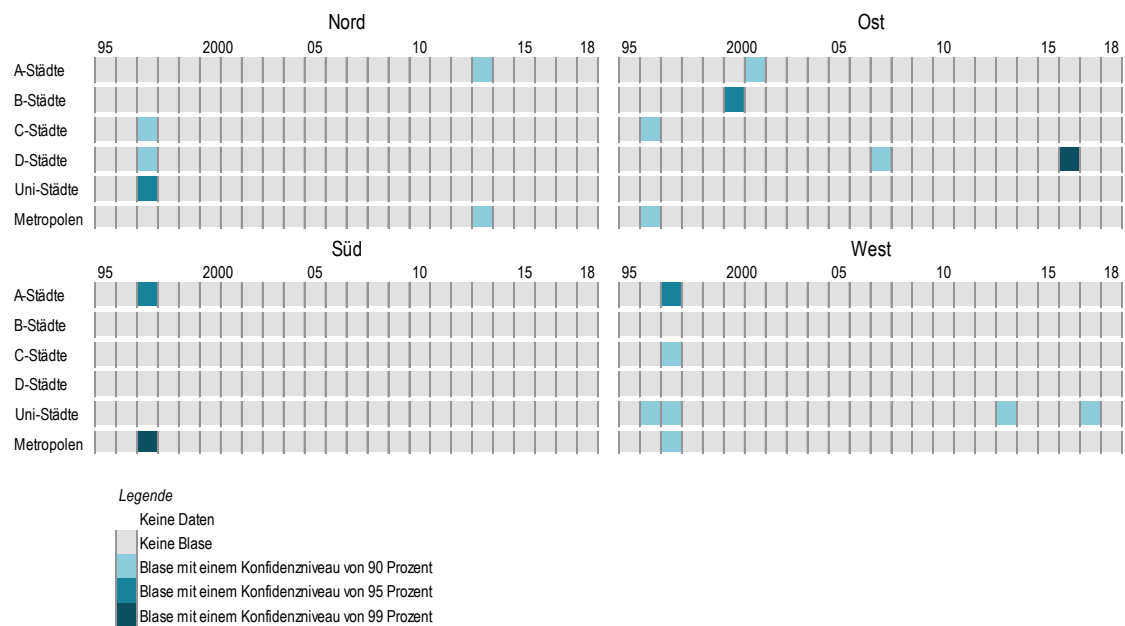 Nord
Ost
95 2000 05 10 15 18
95 2000 05 10 15 18
A-Städte
B-Städte
C-Städte
D-Städte
Uni-Städte
Metropolen
Süd
West
95 2000 05 10 15 18
95 2000 05 10 15 18
A-Städte
B-Städte
C-Städte
D-Städte
Uni-Städte
Metropolen
Legende
Keine Daten
Keine Blase
Blase mit einem Konfidenzniveau von 90 Prozent
Blase mit einem Konfidenzniveau von 95 Prozent
Blase mit einem Konfidenzniveau von 99 Prozent